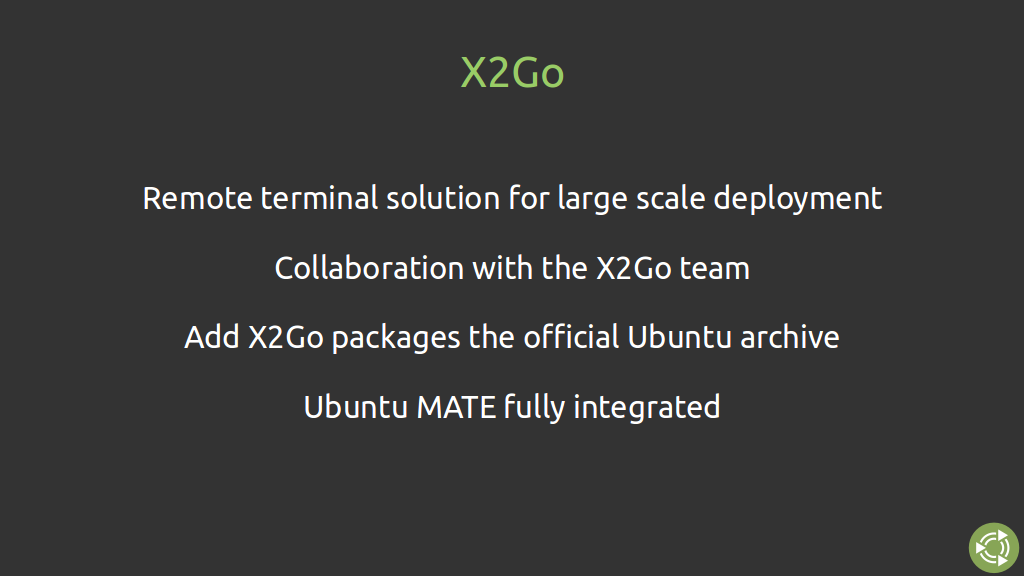 X2Go
Remote terminal solution for large scale deployment
Collaboration with the X2Go team
Add X2Go packages the official Ubuntu archive
Ubuntu MATE fully integrated